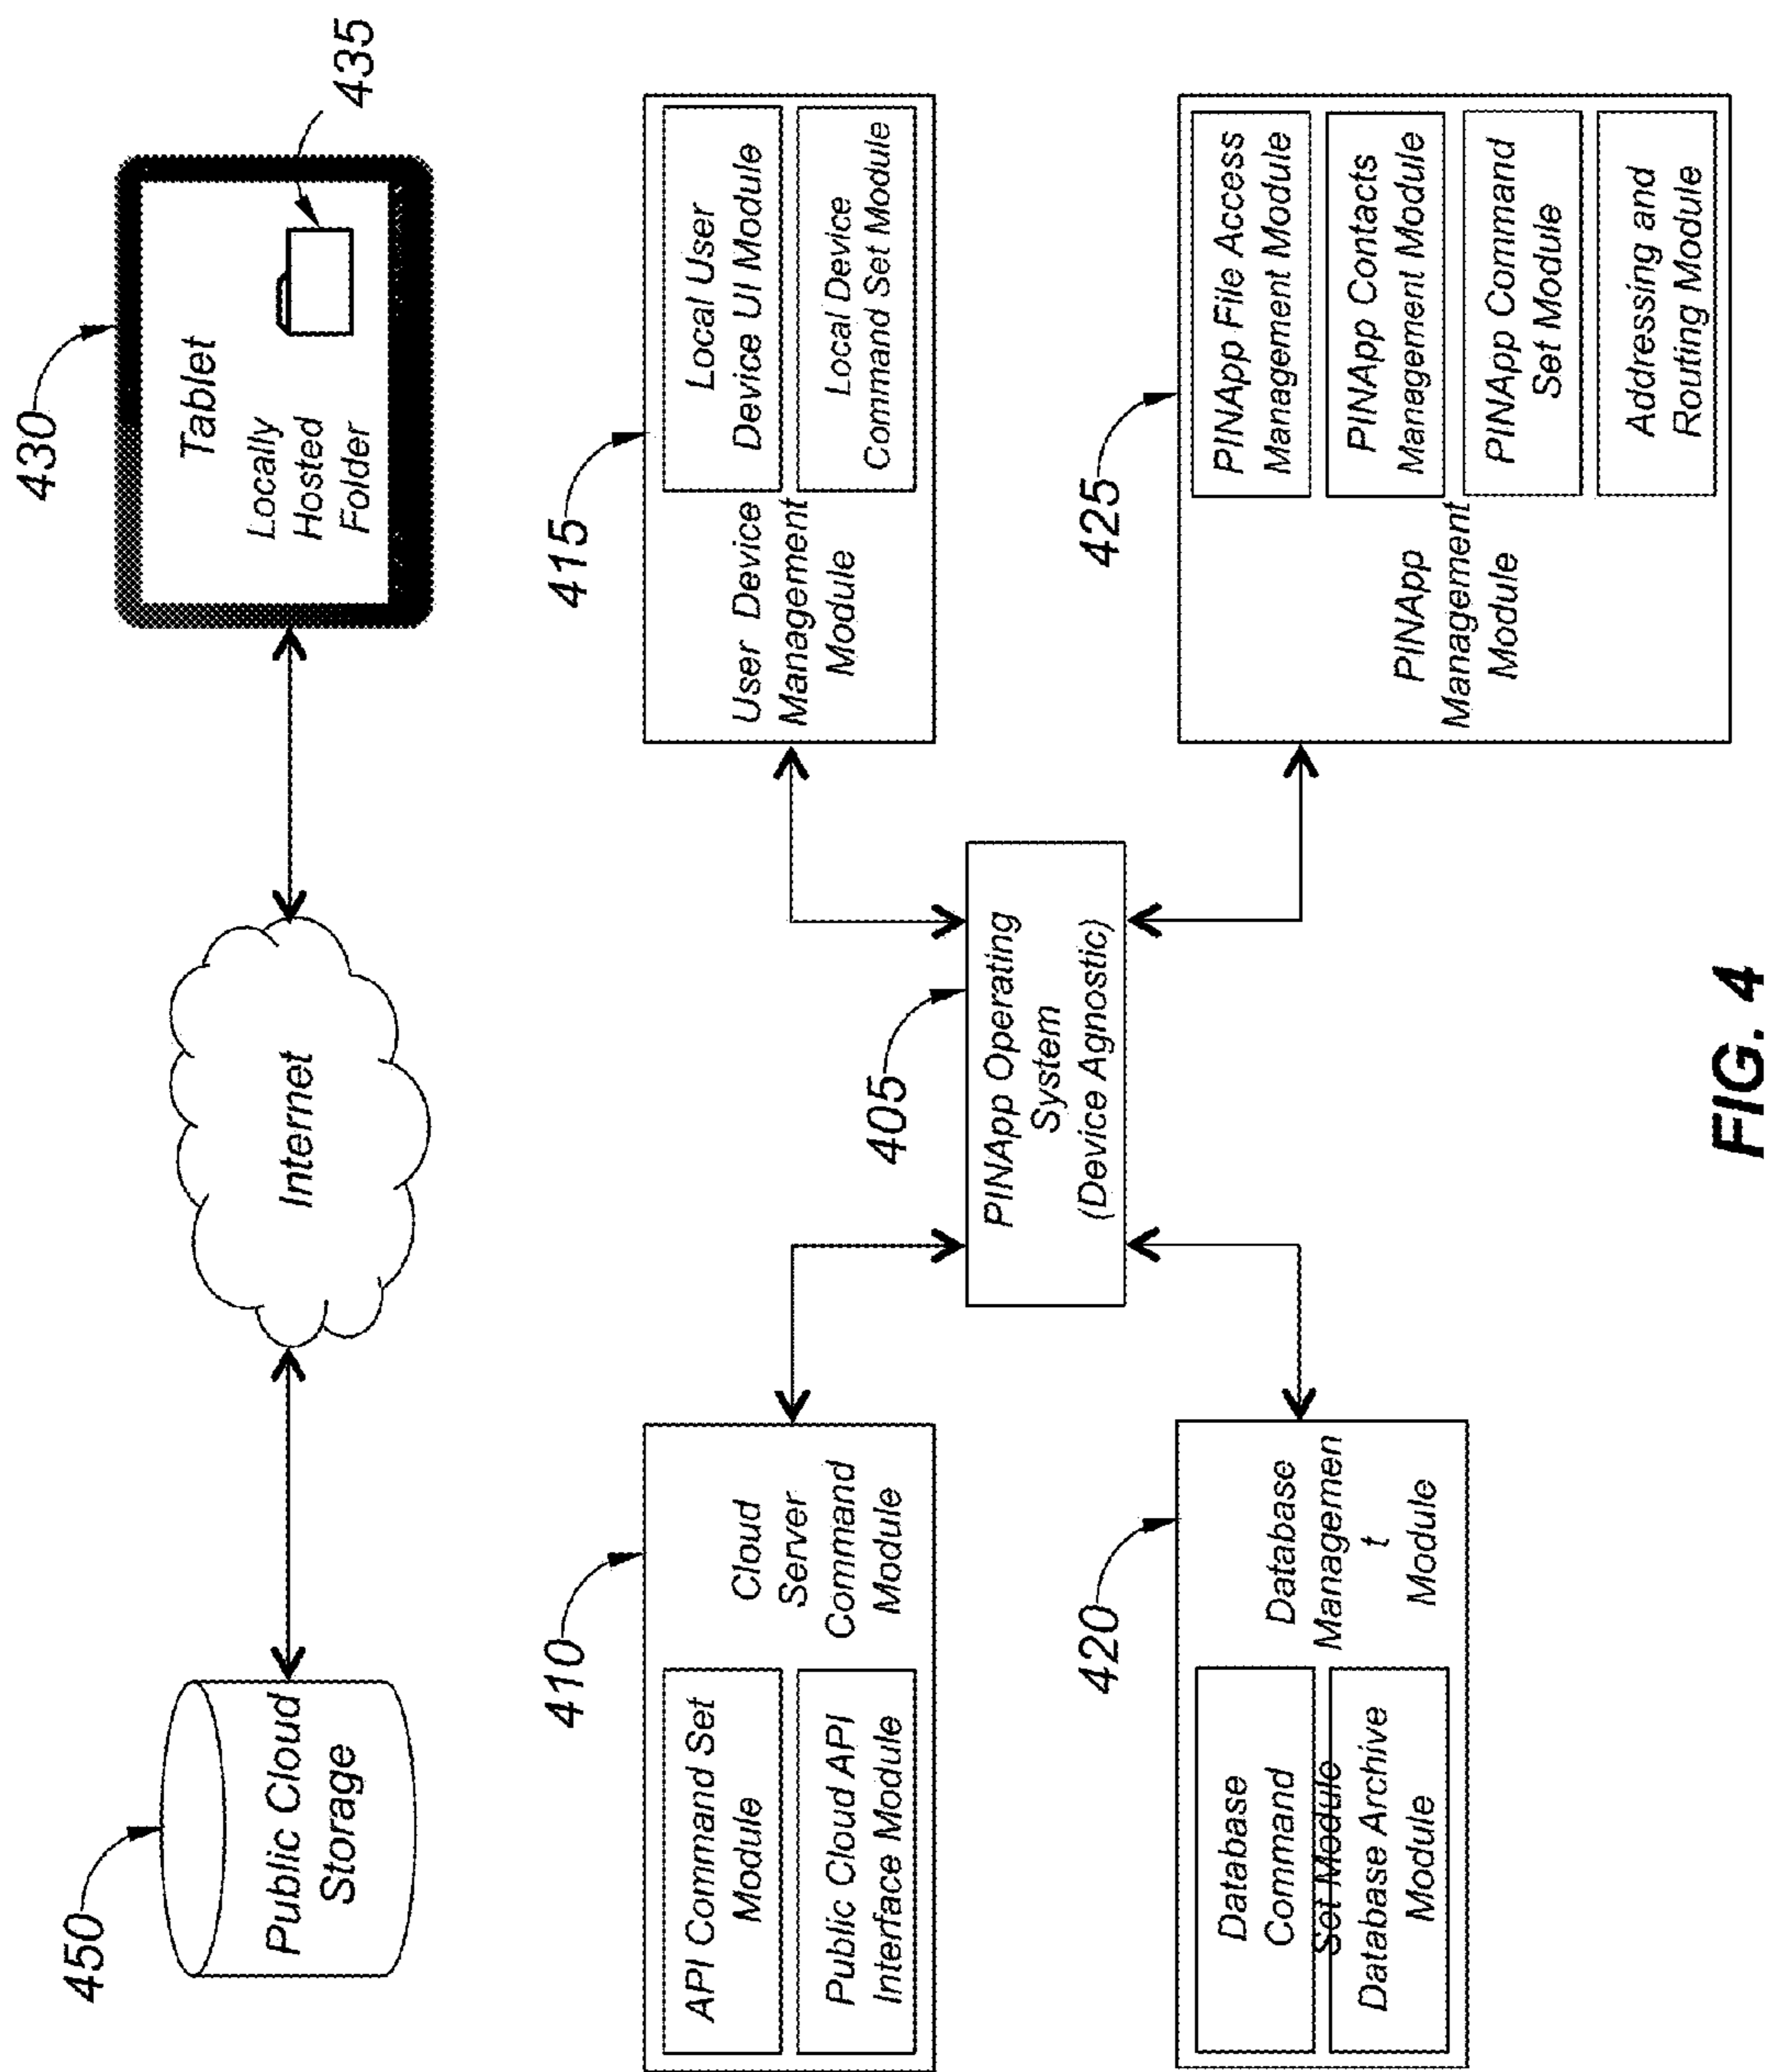 450
Public Cloud
Storage
Internet
430
Tablet
Locally
Hosted
Folder
435
410
API Command Set
Module
Public Cloud API
Interface Module
Cloud
Server
Command
Module
415
User Device
Management
Module
Local User
Device UI Module
Local Device
Command Set Module
405
PINApp Operating
System
(Device Agnostic)
420
Database
Command
Set Module
Database Archive
Module
Database
Managemen
t
Module
425
PINApp
Management
Module
PINApp File Access
Management Module
PINApp Contacts
Management Module
PINApp Command
Set Module
Addressing and
Routing Module
FIG. 4